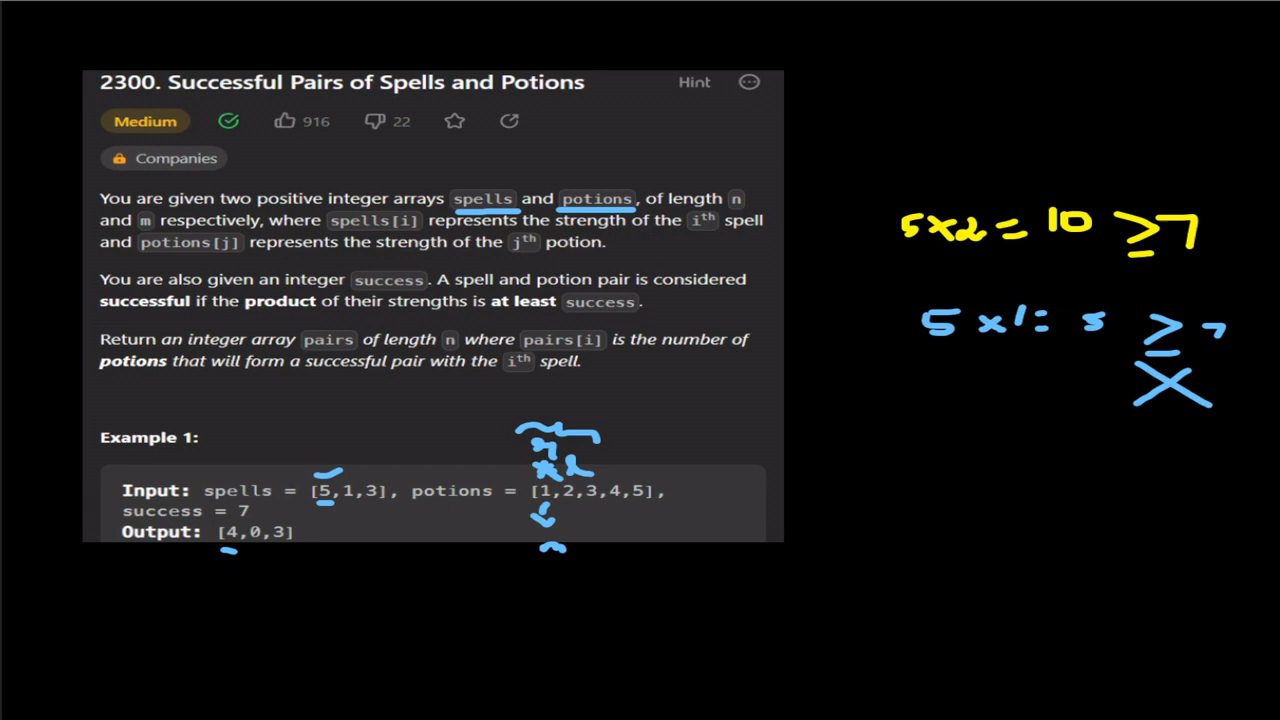 2300. Successful Pairs of Spells and Potions
Hint
Medium
916
22
Companies
You are given two positive integer arrays spells and potions, of length n
and m respectively, where spells[i] represents the strength of the ith spell
and potions[j] represents the strength of the jth potion.
You are also given an integer success. A spell and potion pair is considered
successful if the product of their strengths is at least success.
Return an integer array pairs of length n where pairs[i] is the number of
potions that will form a successful pair with the ith spell.
Example 1:
Input: spells = [5,1,3], potions = [1,2,3,4,5],
success = 7
Output: [4,0,3]
5x2 = 10 ≥ 7
5 x 1 = 5 ≥ 7
X